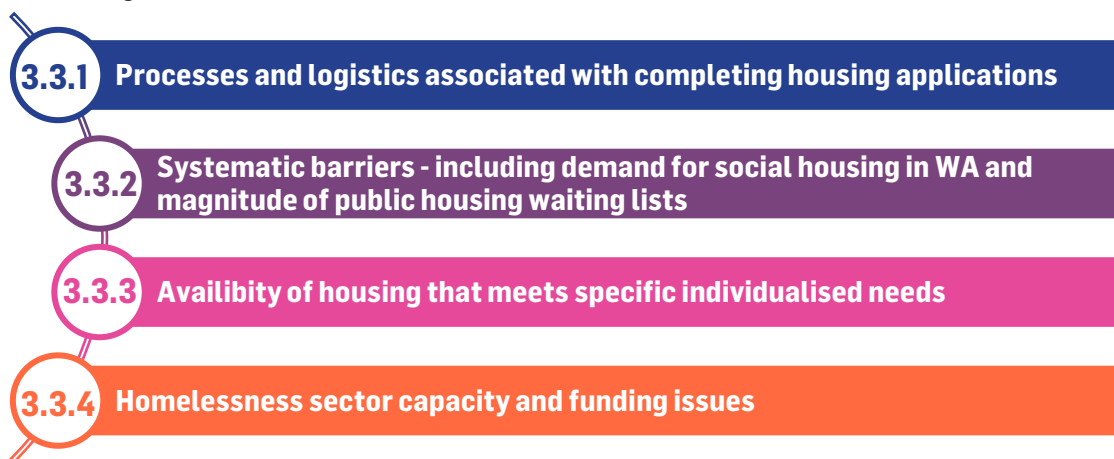 3.3.1 Processes and logistics associated with completing housing applications
3.3.2 Systematic barriers - including demand for social housing in WA and
magnitude of public housing waiting lists
3.3.3 Availibity of housing that meets specific individualised needs
3.3.4 Homelessness sector capacity and funding issues